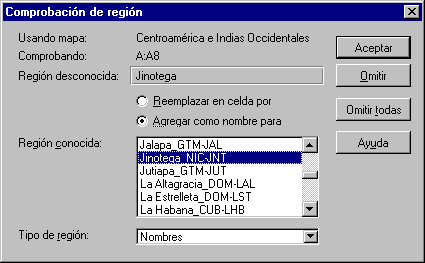 Comprobación de región
Usando mapa: Centroamérica e Indias Occidentales
Aceptar
Comprobando: A:A8
Región desconocida: Jinotega
Omitir
Reemplazar en celda por
Omitir todas
Agregar como nombre para
Región conocida:
Ayuda
Jalapa_GTM-JAL
Jinotega_NIC-JNT
Jutiapa_GTM-JUT
La Altagracia_DOM-LAL
La Estrelleta_DOM-LST
La Habana_CUB-LHB
Tipo de región: Nombres